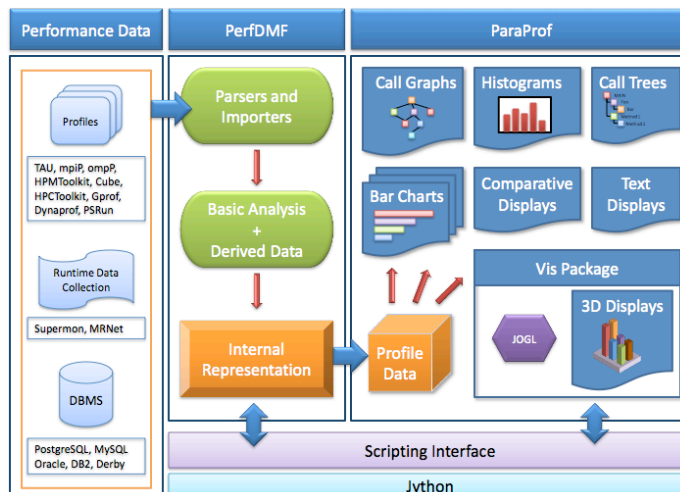 Performance Data
PerfDMF
ParaProf
Profiles
TAU, mpiP, ompP,
HPMToolkit, Cube,
HPCToolkit, Gprof,
Dynaprof, PSRun
Runtime Data
Collection
Supermon, MRNet
DBMS
PostgreSQL, MySQL
Oracle, DB2, Derby
Parsers and
Importers
Basic Analysis
+
Derived Data
Internal
Representation
Call Graphs
Histograms
Call Trees
Bar Charts
Comparative
Displays
Text
Displays
Profile
Data
Vis Package
JOGL
3D Displays
Scripting Interface
Jython